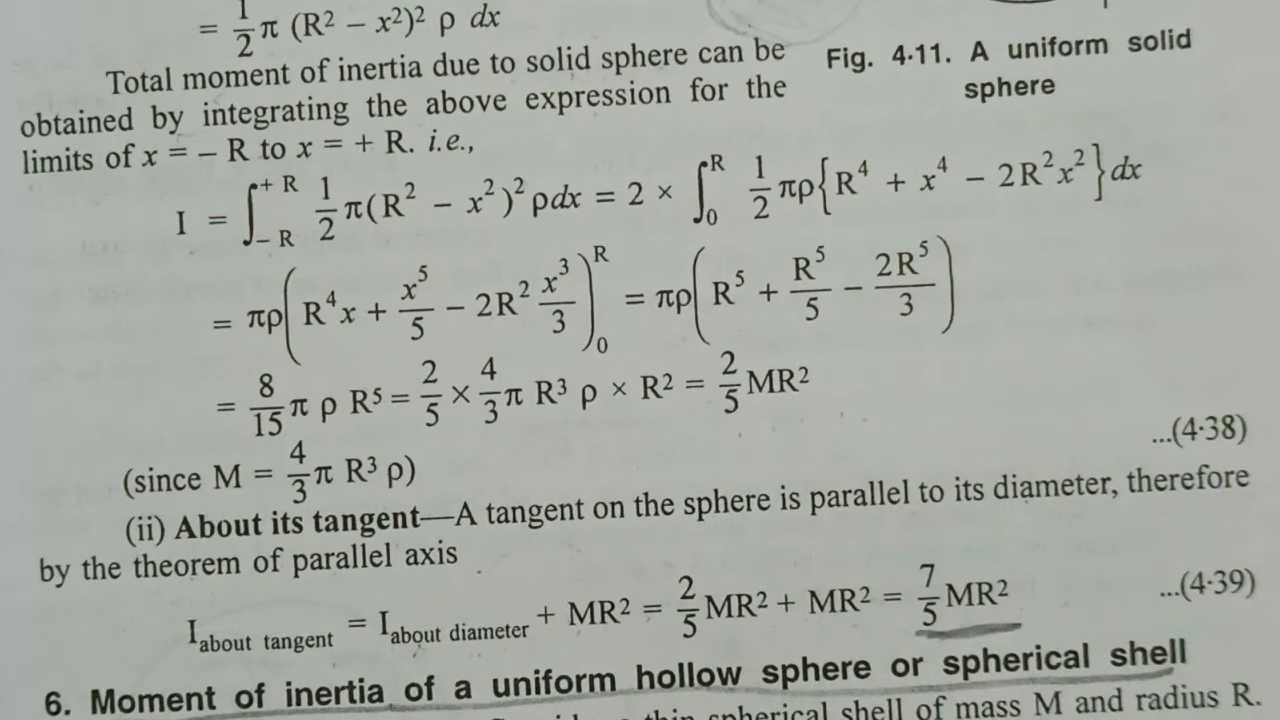 = 1/2 π (R² – x²)² ρ dx
Total moment of inertia due to solid sphere can be
obtained by integrating the above expression for the
limits of x = – R to x = + R. i.e.,
Fig. 4·11. A uniform solid
sphere
I = ∫_{– R}^{+ R} 1/2 π(R² – x²)² ρdx = 2 × ∫_0^R 1/2 πρ{R⁴ + x⁴ – 2R²x²}dx
= πρ(R⁴x + x⁵/5 – 2R² x³/3)_0^R = πρ(R⁵ + R⁵/5 – 2R⁵/3)
= 8/15 π ρ R⁵ = 2/5 × 4/3 π R³ ρ × R² = 2/5 MR²
...(4·38)
(since M = 4/3 π R³ ρ)
(ii) About its tangent—A tangent on the sphere is parallel to its diameter, therefore
by the theorem of parallel axis
I_{about tangent} = I_{about diameter} + MR² = 2/5 MR² + MR² = 7/5 MR² ...(4·39)
6. Moment of inertia of a uniform hollow sphere or spherical shell
thin spherical shell of mass M and radius R.